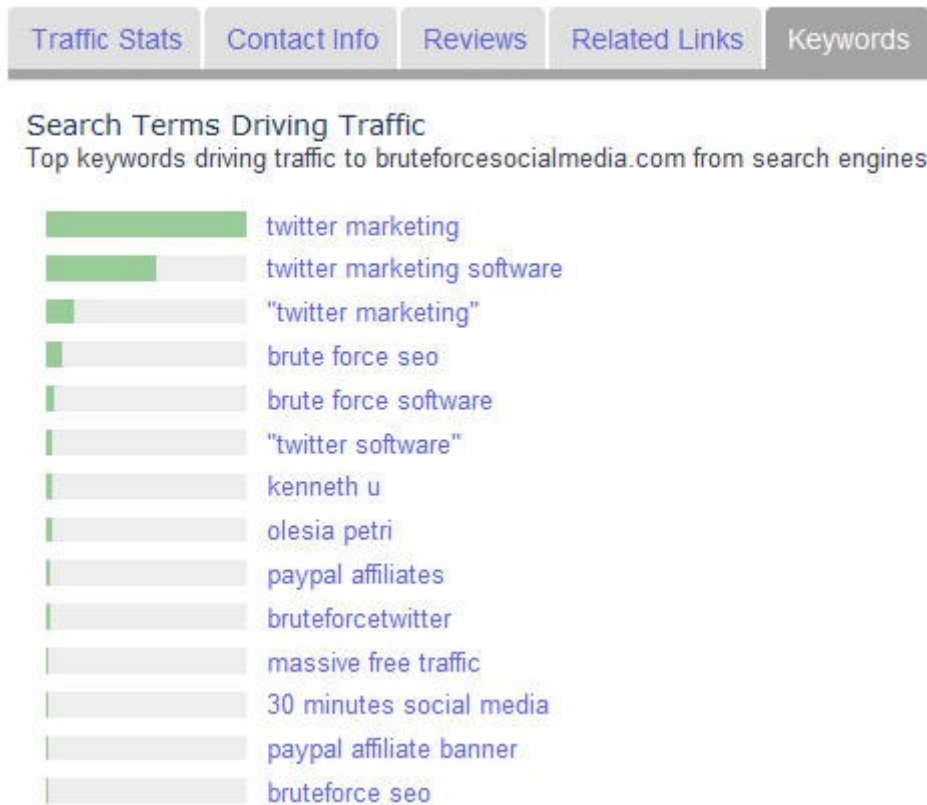 Traffic Stats Contact Info Reviews Related Links Keywords
Search Terms Driving Traffic
Top keywords driving traffic to bruteforcesocialmedia.com from search engines
twitter marketing
twitter marketing software
"twitter marketing"
brute force seo
brute force software
"twitter software"
kenneth u
olesia petri
paypal affiliates
bruteforcetwitter
massive free traffic
30 minutes social media
paypal affiliate banner
bruteforce seo